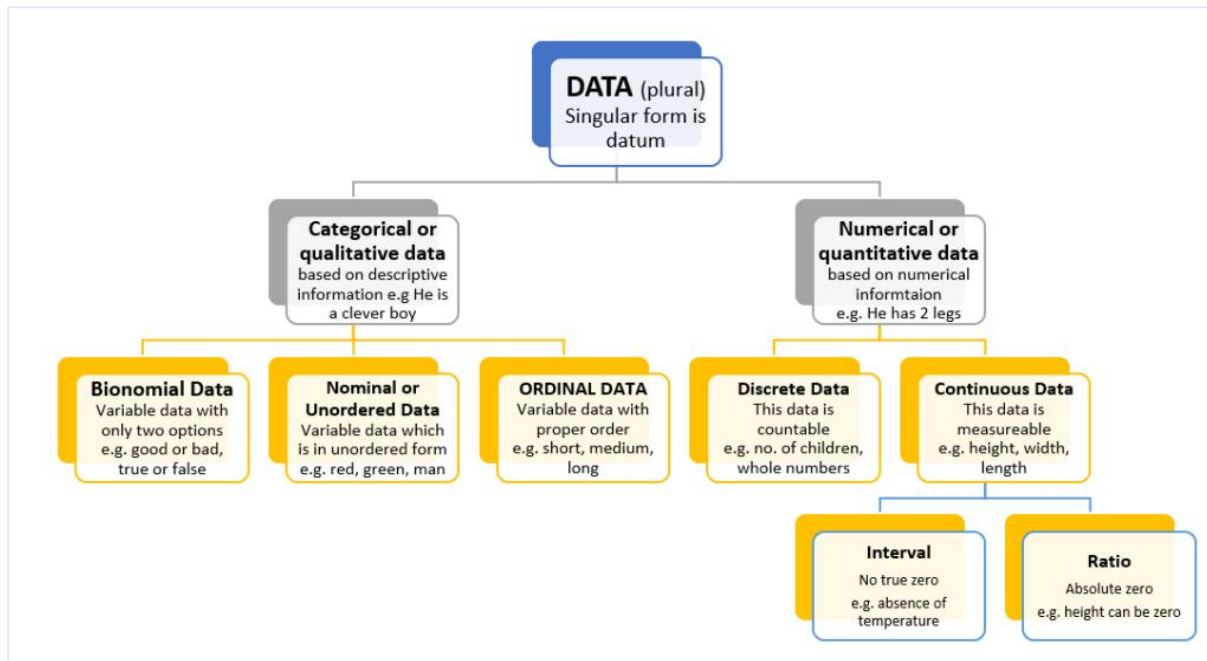 DATA (plural)
Singular form is
datum
Categorical or
qualitative data
based on descriptive
information e.g He is
a clever boy
Numerical or
quantitative data
based on numerical
informtaion
e.g. He has 2 legs
Bionomial Data
Variable data with
only two options
e.g. good or bad,
true or false
Nominal or
Unordered Data
Variable data which
is in unordered form
e.g. red, green, man
ORDINAL DATA
Variable data with
proper order
e.g. short, medium,
long
Discrete Data
This data is
countable
e.g. no. of children,
whole numbers
Continuous Data
This data is
measureable
e.g. height, width,
length
Interval
No true zero
e.g. absence of
temperature
Ratio
Absolute zero
e.g. height can be zero